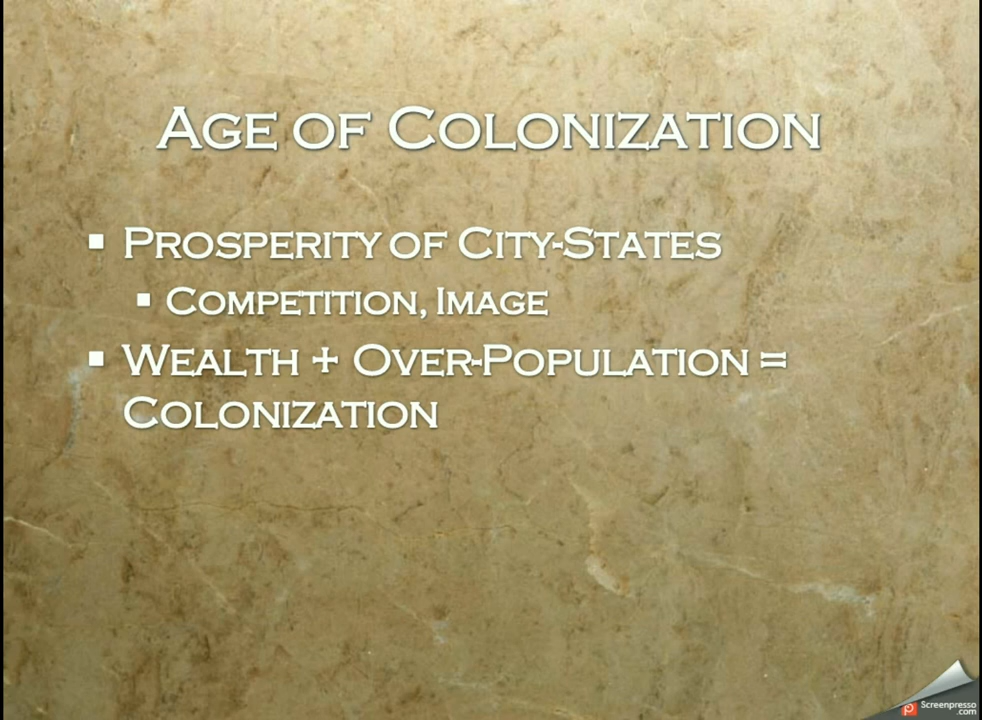 Age of Colonization
▪ Prosperity of City-States
▪ Competition, Image
▪ Wealth + Over-Population =
Colonization
Screenpresso
.com